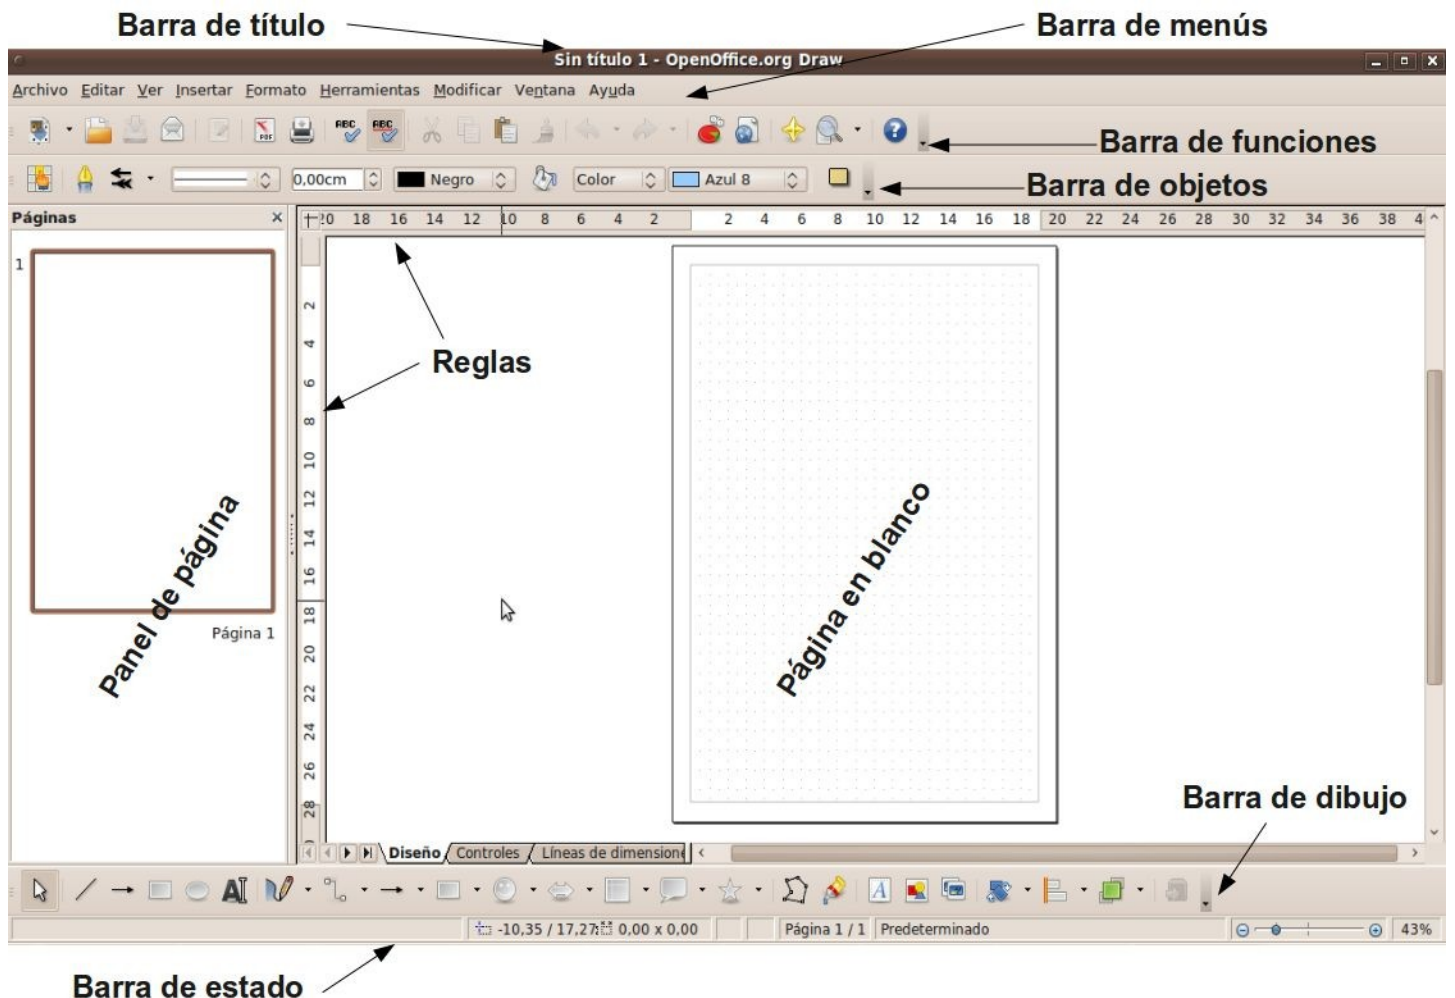 Barra de título
Barra de menús
Sin título 1 - OpenOffice.org Draw
Archivo Editar Ver Insertar Formato Herramientas Modificar Ventana Ayuda
PDF ABC ABC
Barra de funciones
0,00cm Negro Color Azul 8
Barra de objetos
Páginas
20 18 16 14 12 10 8 6 4 2 2 4 6 8 10 12 14 16 18 20 22 24 26 28 30 32 34 36 38 4
1
2
4
6
8
10
12
14
16
18
20
22
24
26
28
Reglas
Panel de página
Página 1
Página en blanco
Barra de dibujo
Diseño Controles Líneas de dimensione
AI A
-10,35 / 17,27 0,00 x 0,00 Página 1 / 1 Predeterminado 43%
Barra de estado